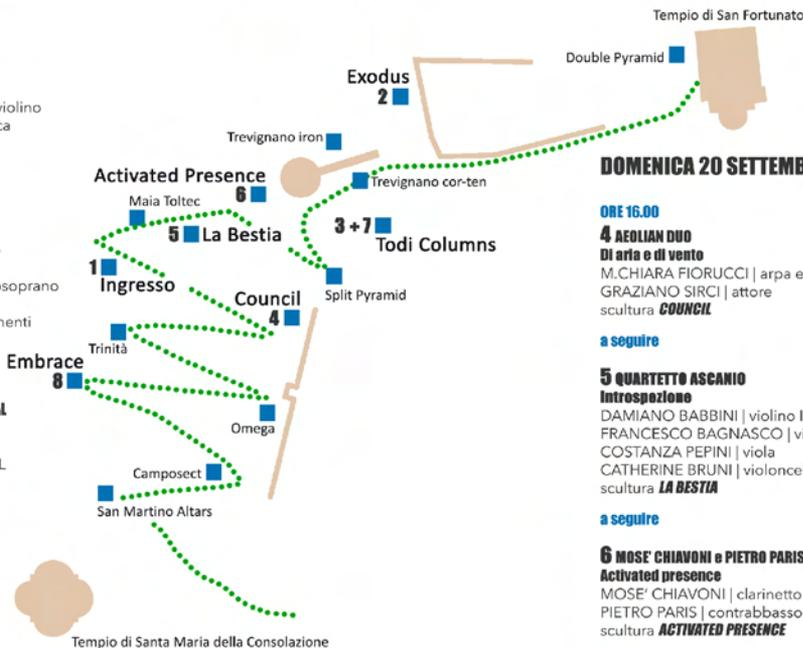 Tempio di San Fortunato
Double Pyramid
Exodus
2
violino
ca
Trevignano iron
Activated Presence
6
Trevignano cor-ten
Maia Toltec
5 La Bestia
3 + 7
Todi Columns
1
Ingresso
Split Pyramid
Council
4
osoprano
menti
Trinità
Embrace
8
Omega
AL
L
Camposect
San Martino Altars
Tempio di Santa Maria della Consolazione
DOMENICA 20 SETTEMB
ORE 16.00
4 AEOLIAN DUO
Di aria e di vento
M.CHIARA FIORUCCI | arpa e
GRAZIANO SIRCI | attore
scultura COUNCIL
a seguire
5 QUARTETTO ASCANIO
Introspezione
DAMIANO BABBINI | violino I
FRANCESCO BAGNASCO | vi
COSTANZA PEPINI | viola
CATHERINE BRUNI | violonce
scultura LA BESTIA
a seguire
6 MOSE' CHIAVONI e PIETRO PARIS
Activated presence
MOSE' CHIAVONI | clarinetto
PIETRO PARIS | contrabbasso
scultura ACTIVATED PRESENCE